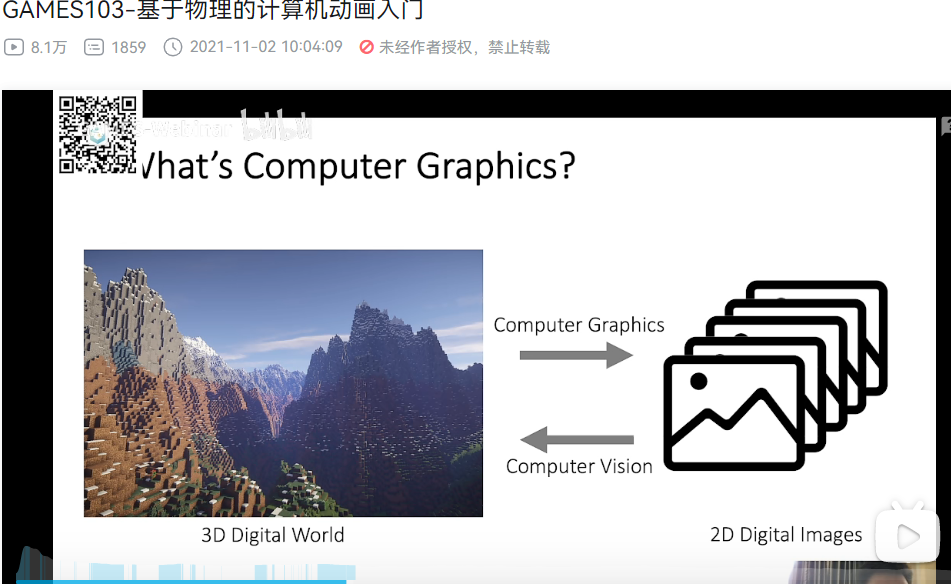 GAMES103-基于物理的计算机动画入门
8.1万 1859 2021-11-02 10:04:09 未经作者授权，禁止转载
-Webinar bilibili
What's Computer Graphics?
Computer Graphics
Computer Vision
3D Digital World
2D Digital Images